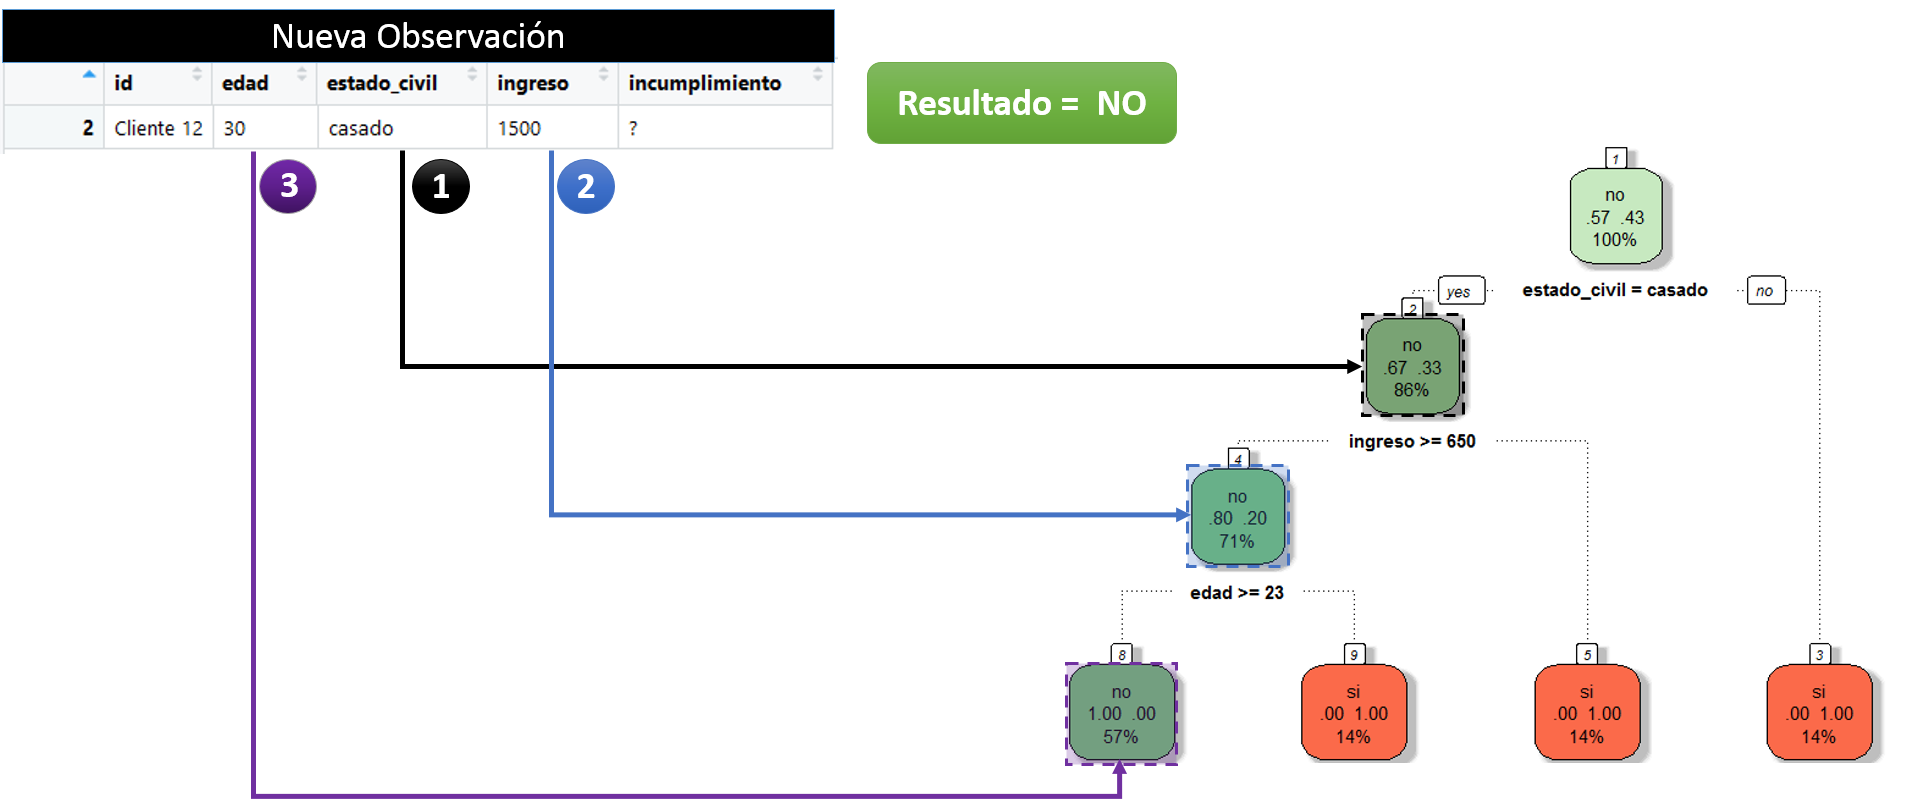 Nueva Observación
id edad estado_civil ingreso incumplimiento
2 Cliente 12 30 casado 1500 ?
Resultado = NO
3
1
2
1
no
.57 .43
100%
yes
estado_civil = casado
no
2
no
.67 .33
86%
ingreso >= 650
4
no
.80 .20
71%
edad >= 23
8
no
1.00 .00
57%
9
si
.00 1.00
14%
5
si
.00 1.00
14%
3
si
.00 1.00
14%